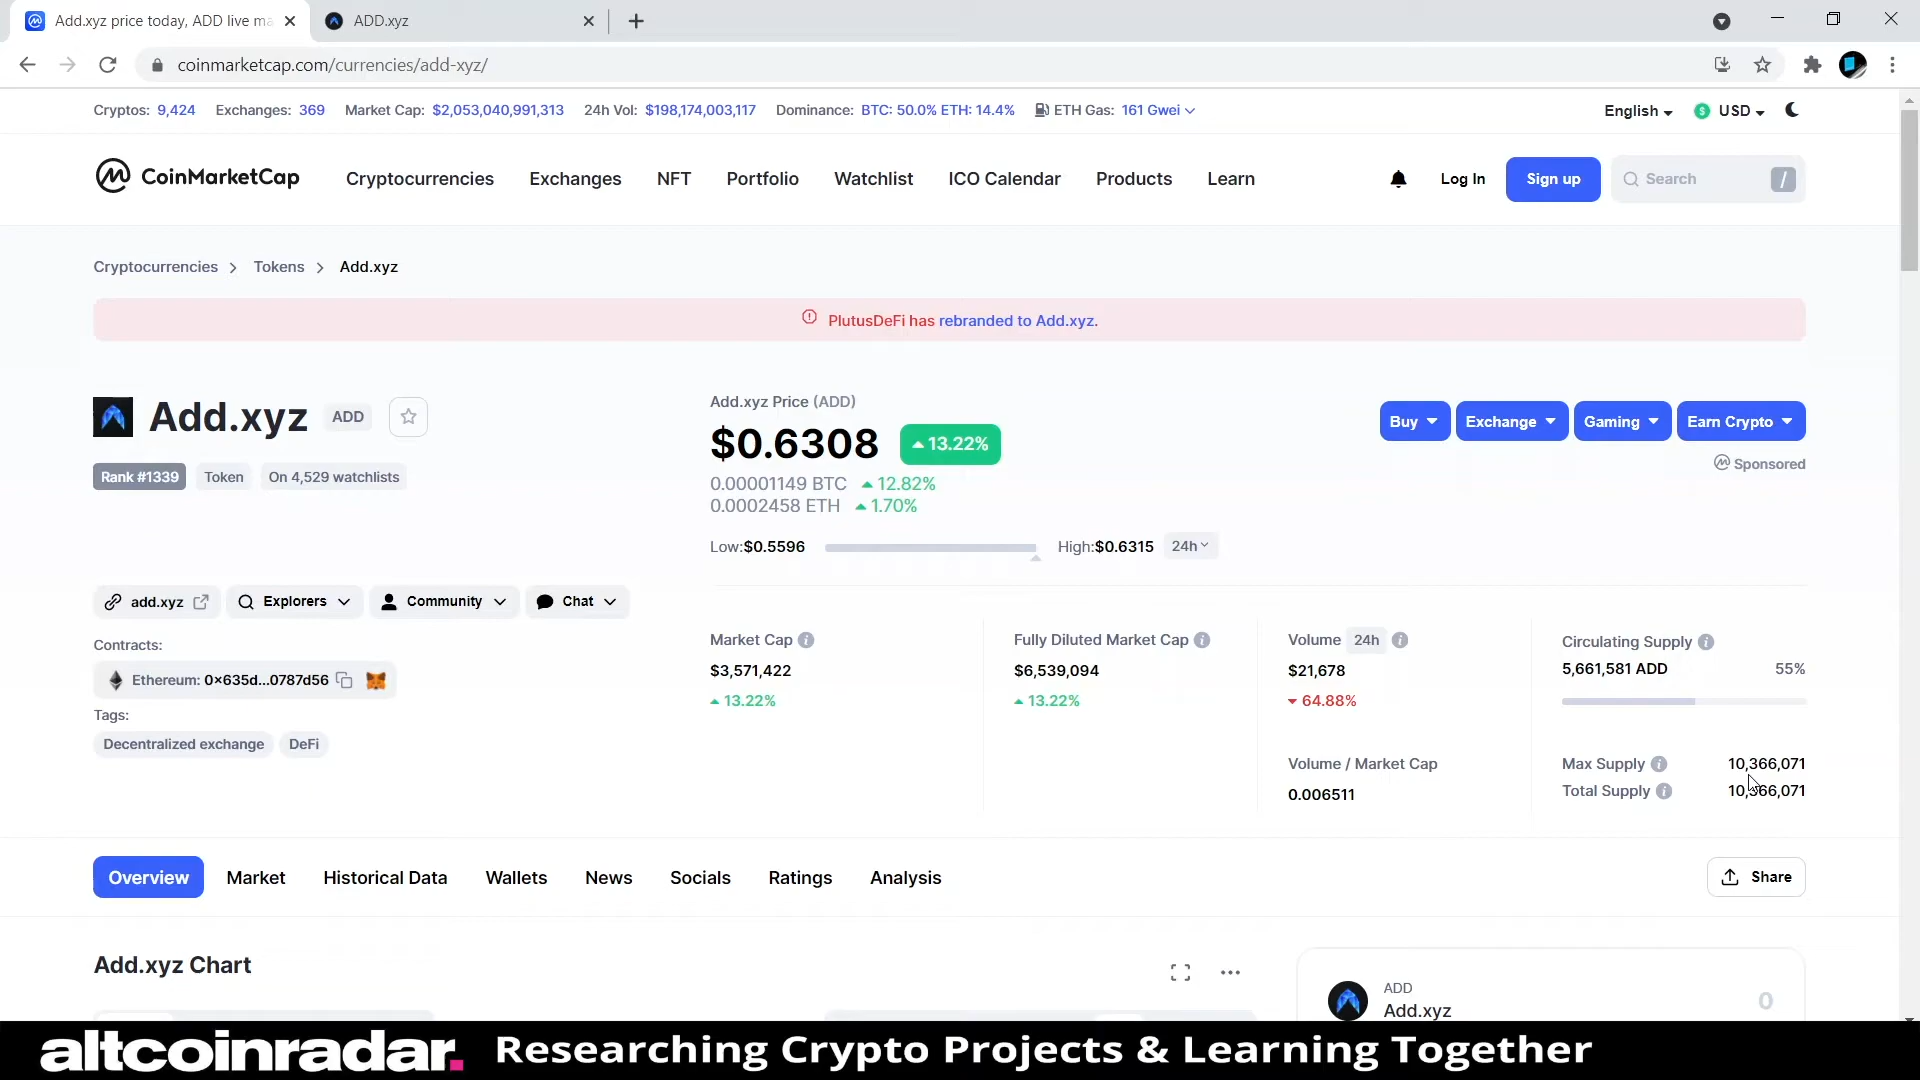 Add.xyz price today, ADD live ma
ADD.xyz
coinmarketcap.com/currencies/add-xyz/
Cryptos: 9,424 Exchanges: 369 Market Cap: $2,053,040,991,313 24h Vol: $198,174,003,117 Dominance: BTC: 50.0% ETH: 14.4% ETH Gas: 161 Gwei English USD
CoinMarketCap Cryptocurrencies Exchanges NFT Portfolio Watchlist ICO Calendar Products Learn Log In Sign up Search /
Cryptocurrencies > Tokens > Add.xyz
PlutusDeFi has rebranded to Add.xyz.
Add.xyz ADD
Rank #1339 Token On 4,529 watchlists
Add.xyz Price (ADD)
$0.6308 13.22%
0.00001149 BTC 12.82%
0.0002458 ETH 1.70%
Low:$0.5596 High:$0.6315 24h
Buy Exchange Gaming Earn Crypto
Sponsored
add.xyz Explorers Community Chat
Contracts:
Ethereum: 0x635d...0787d56
Tags:
Decentralized exchange DeFi
Market Cap
$3,571,422
13.22%
Fully Diluted Market Cap
$6,539,094
13.22%
Volume 24h
$21,678
64.88%
Volume / Market Cap
0.006511
Circulating Supply
5,661,581 ADD 55%
Max Supply 10,366,071
Total Supply 10,366,071
Overview Market Historical Data Wallets News Socials Ratings Analysis Share
Add.xyz Chart
ADD
Add.xyz
0
altcoinradar. Researching Crypto Projects & Learning Together